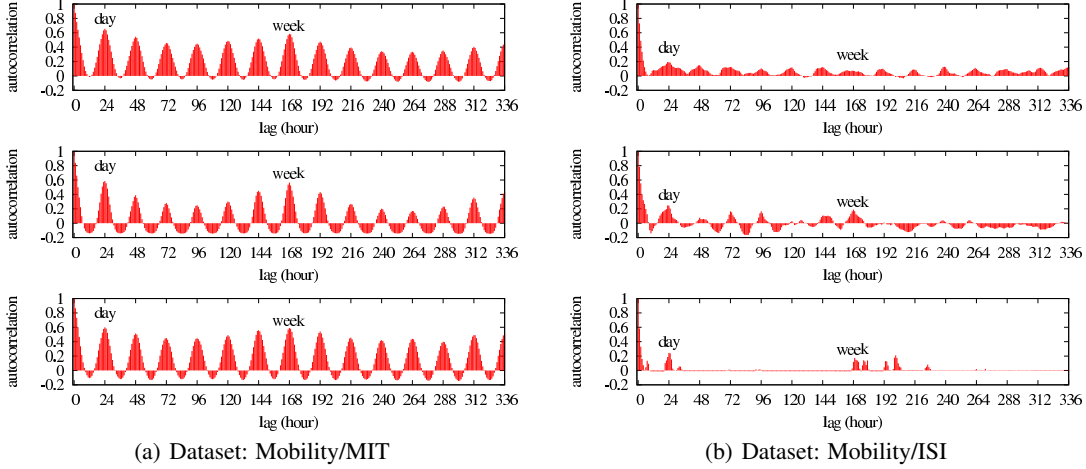 1
0.8
0.6
0.4
0.2
0
-0.2
autocorrelation
day
week
0 24 48 72 96 120 144 168 192 216 240 264 288 312 336
lag (hour)
1
0.8
0.6
0.4
0.2
0
-0.2
autocorrelation
day
week
0 24 48 72 96 120 144 168 192 216 240 264 288 312 336
lag (hour)
1
0.8
0.6
0.4
0.2
0
-0.2
autocorrelation
day
week
0 24 48 72 96 120 144 168 192 216 240 264 288 312 336
lag (hour)
(a) Dataset: Mobility/MIT
1
0.8
0.6
0.4
0.2
0
-0.2
autocorrelation
day
week
0 24 48 72 96 120 144 168 192 216 240 264 288 312 336
lag (hour)
1
0.8
0.6
0.4
0.2
0
-0.2
autocorrelation
day
week
0 24 48 72 96 120 144 168 192 216 240 264 288 312 336
lag (hour)
1
0.8
0.6
0.4
0.2
0
-0.2
autocorrelation
day
week
0 24 48 72 96 120 144 168 192 216 240 264 288 312 336
lag (hour)
(b) Dataset: Mobility/ISI